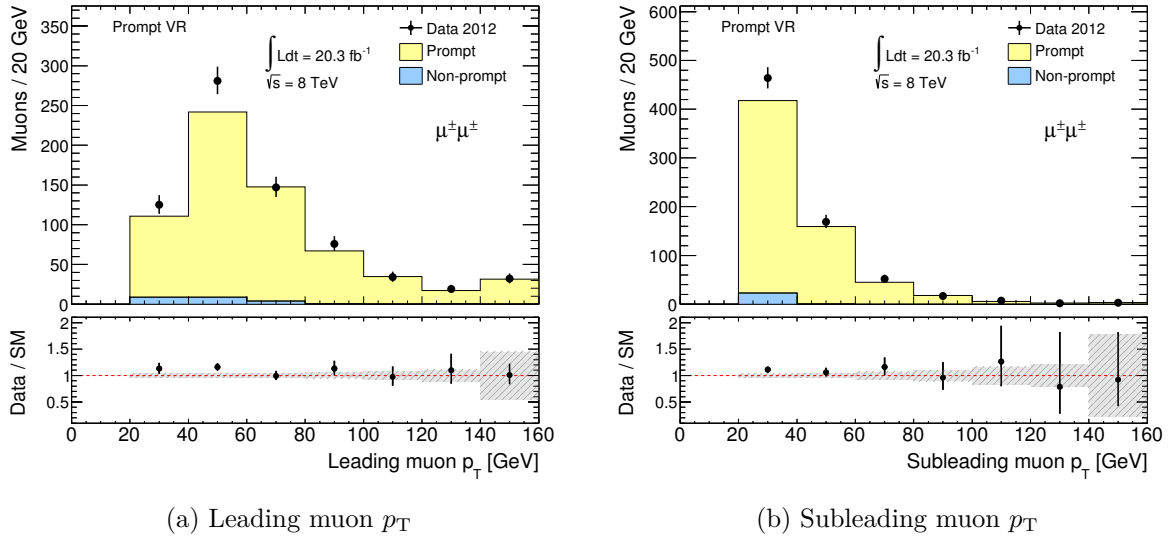 Muons / 20 GeV
350
300
250
200
150
100
50
0
Prompt VR
∫ Ldt = 20.3 fb⁻¹
√s = 8 TeV
Data 2012
Prompt
Non-prompt
μ±μ±
Data / SM
2
1.5
1
0.5
0 20 40 60 80 100 120 140 160
Leading muon p_T [GeV]
(a) Leading muon p_T
Muons / 20 GeV
600
500
400
300
200
100
0
Prompt VR
∫ Ldt = 20.3 fb⁻¹
√s = 8 TeV
Data 2012
Prompt
Non-prompt
μ±μ±
Data / SM
2
1.5
1
0.5
0 20 40 60 80 100 120 140 160
Subleading muon p_T [GeV]
(b) Subleading muon p_T